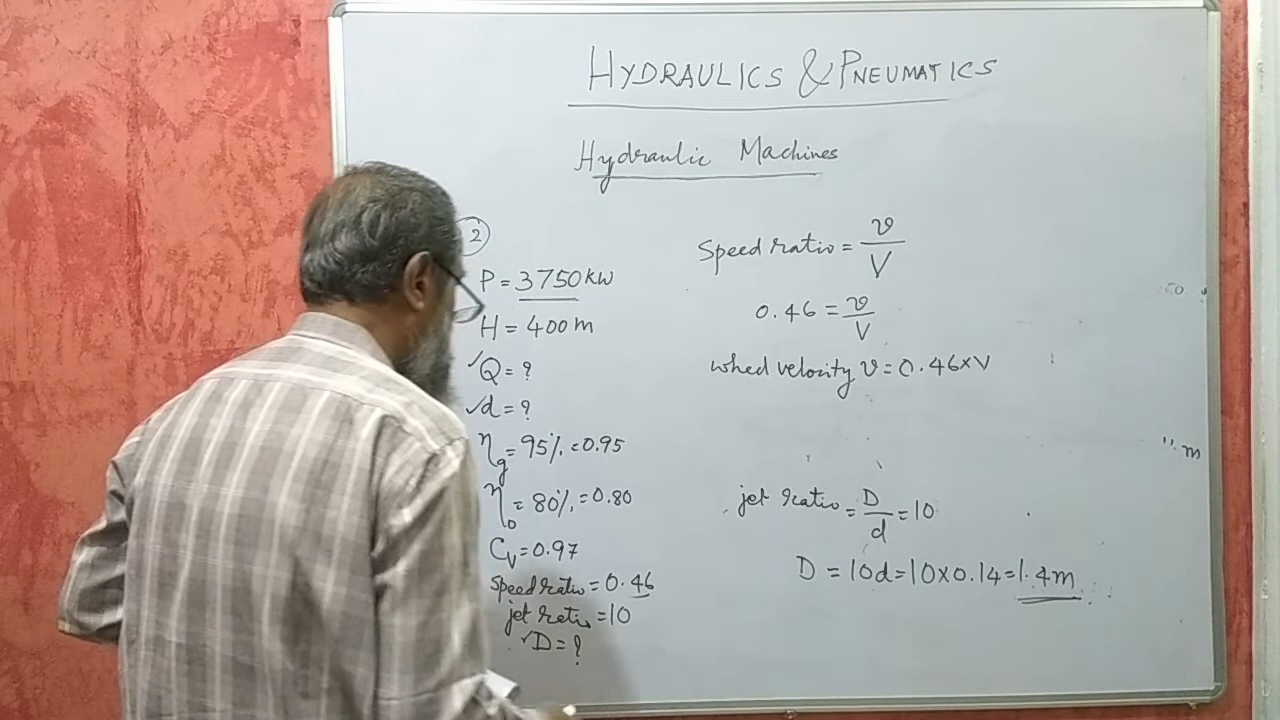 HYDRAULICS & PNEUMATICS
Hydraulic Machines
2
P = 3750 kW
H = 400 m
✓Q = ?
✓d = ?
ηg = 95% = 0.95
ηo = 80% = 0.80
Cv = 0.97
Speed ratio = 0.46
jet ratio = 10
✓D = ?
Speed ratio = v/V
0.46 = v/V
wheel velocity v = 0.46 × V
jet ratio = D/d = 10
D = 10d = 10 × 0.14 = 1.4 m
m